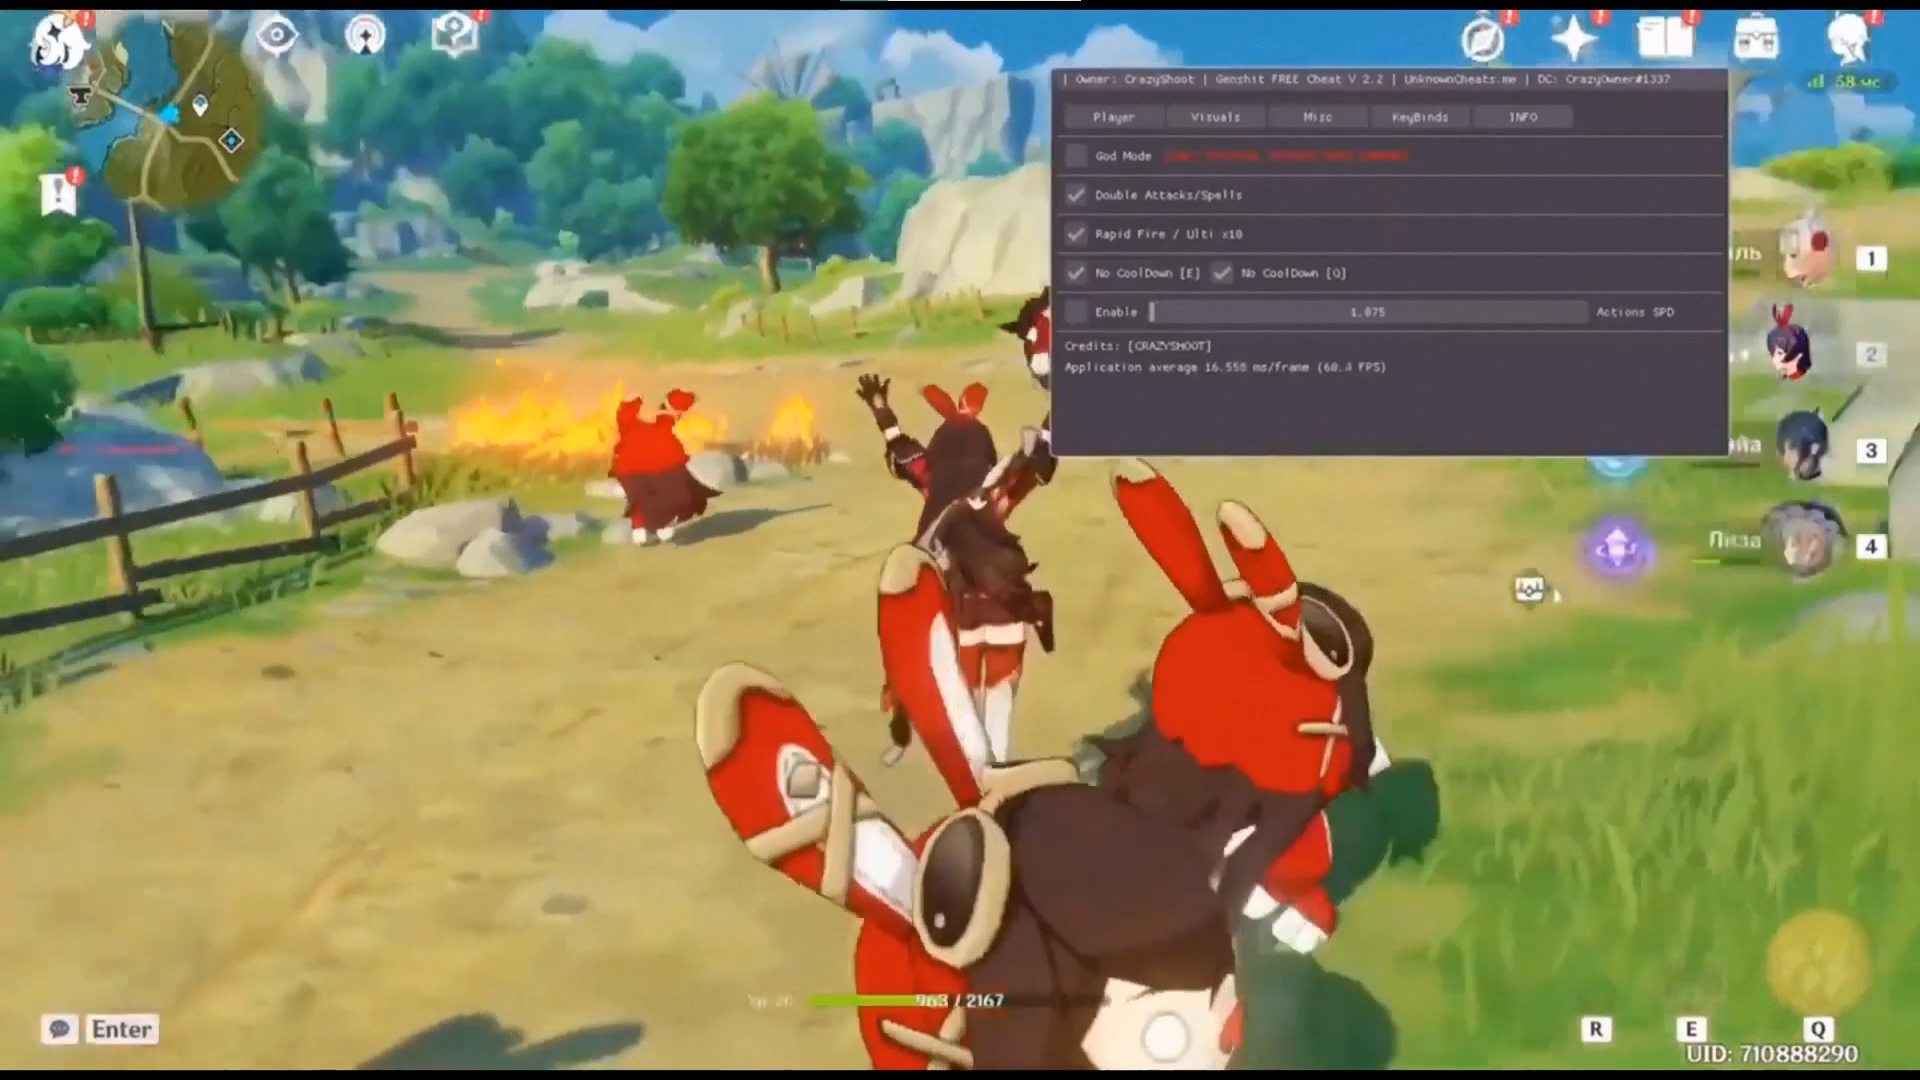 | Owner: CrazyShoot | Genshit FREE Cheat V 2.2 | UnknownCheats.me | DC: CrazyOwner#1337
58 мс
Player Visuals Misc KeyBinds INFO
God Mode
Double Attacks/Spells
Rapid Fire / Ulti x10
No CoolDown [E] No CoolDown [Q]
Enable 1.875 Actions SPD
Credits: [CRAZYSHOOT]
Application average 16.558 ms/frame (60.4 FPS)
N
ль 1
2
3
Лиза 4
963 / 2167
Enter
R E Q
UID: 710888290